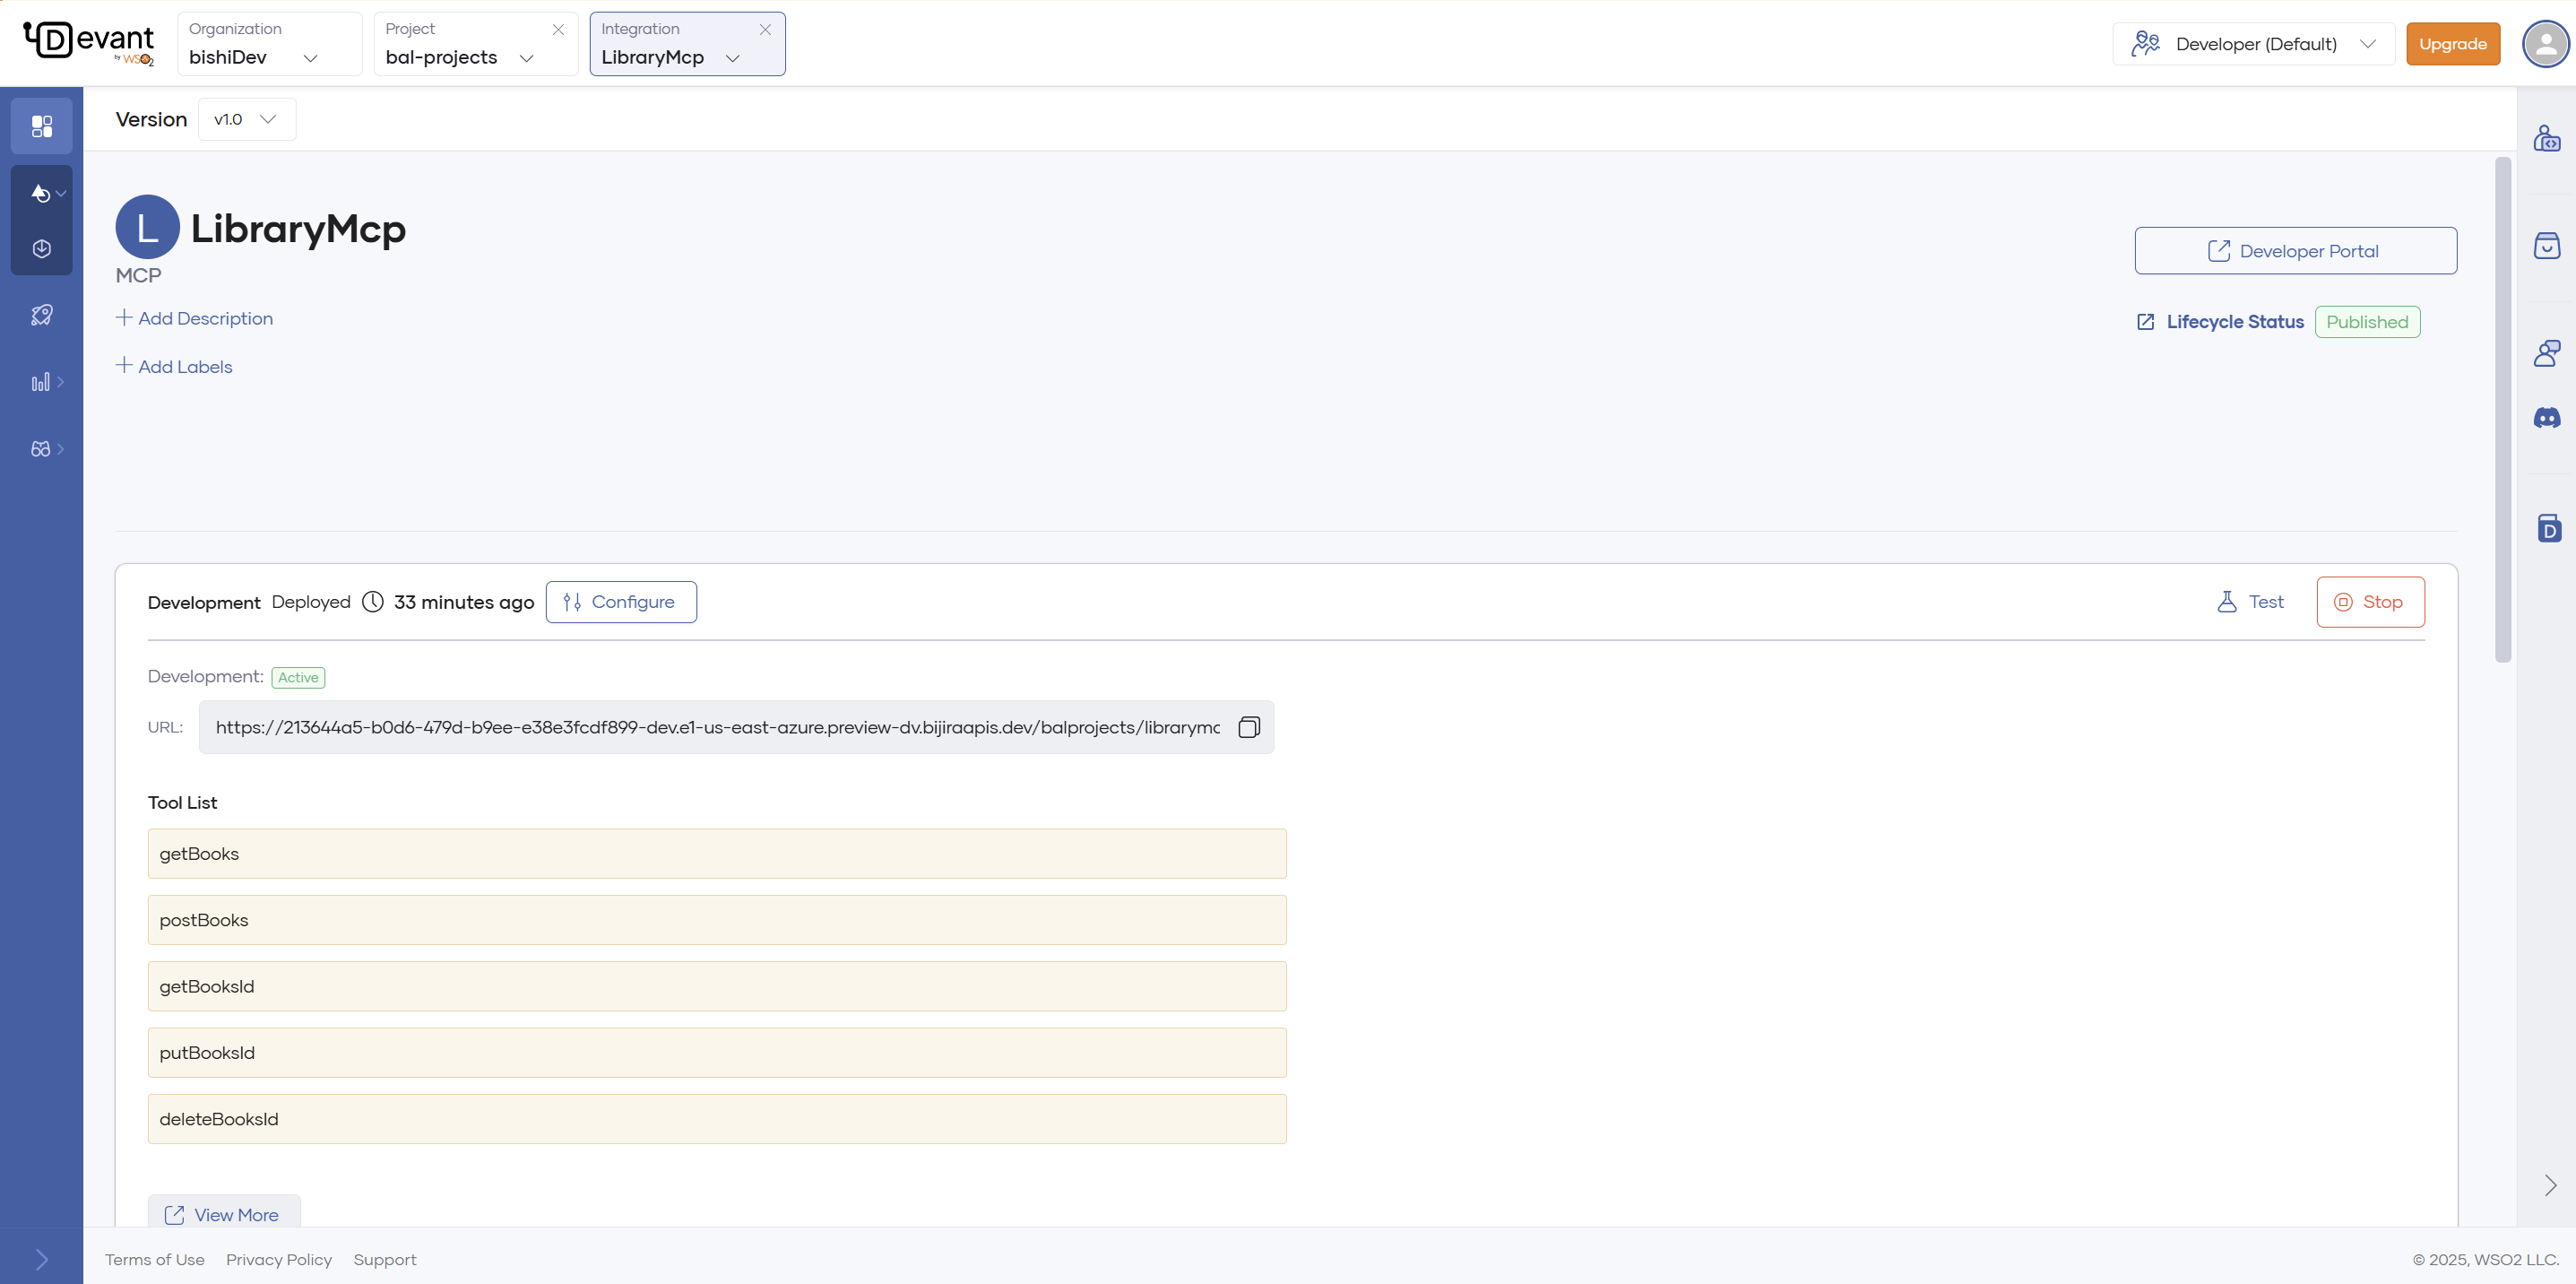 Devant
by WSO2
Organization
bishiDev
Project
bal-projects
Integration
LibraryMcp
Developer (Default)
Upgrade
Version
v1.0
L
LibraryMcp
MCP
Add Description
Add Labels
Developer Portal
Lifecycle Status
Published
Development Deployed 33 minutes ago
Configure
Test
Stop
Development: Active
URL: https://213644a5-b0d6-479d-b9ee-e38e3fcdf899-dev.e1-us-east-azure.preview-dv.bijiraapis.dev/balprojects/librarymc
Tool List
getBooks
postBooks
getBooksId
putBooksId
deleteBooksId
View More
D
Terms of Use
Privacy Policy
Support
© 2025, WSO2 LLC.